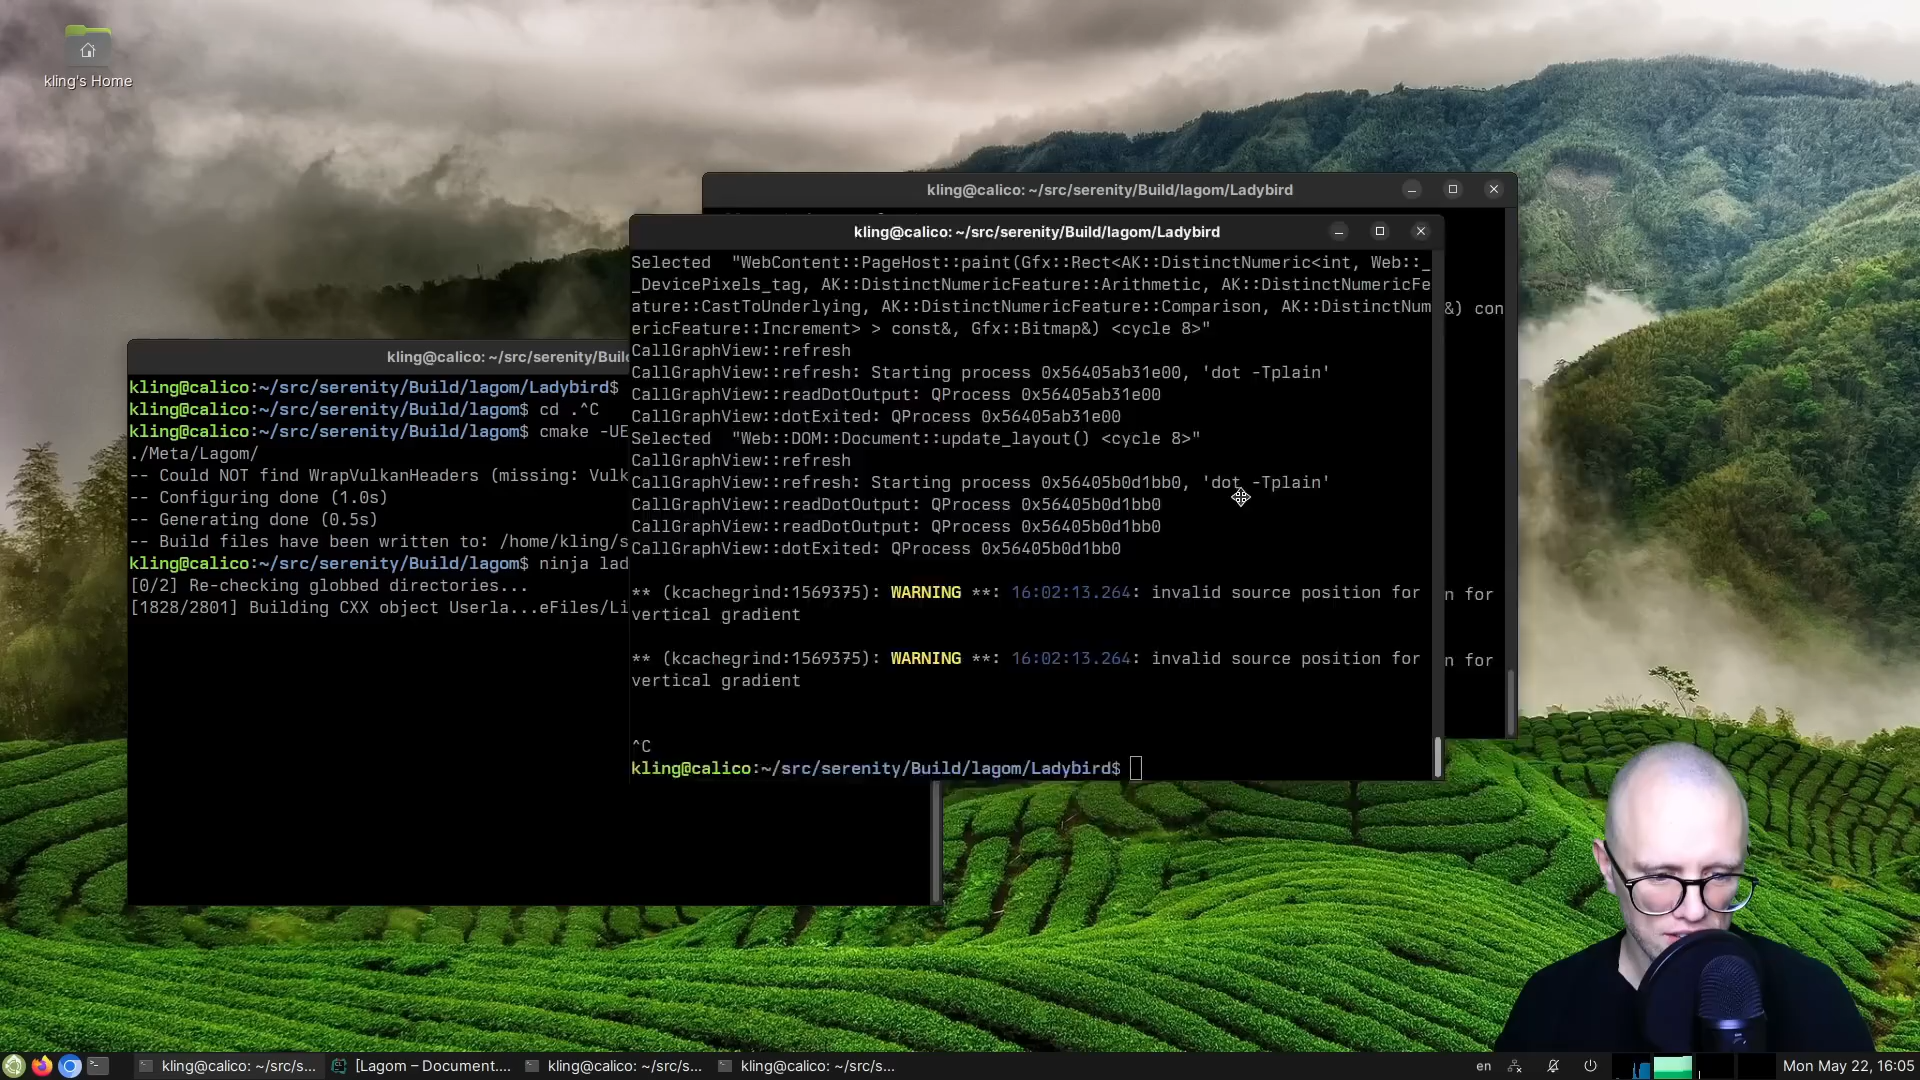 kling's Home
kling@calico: ~/src/serenity/Build/lagom/Ladybird
&) con
n for
n for
kling@calico: ~/src/serenity/Build/lagom/Ladybird
Selected  "WebContent::PageHost::paint(Gfx::Rect<AK::DistinctNumeric<int, Web::_
_DevicePixels_tag, AK::DistinctNumericFeature::Arithmetic, AK::DistinctNumericFe
ature::CastToUnderlying, AK::DistinctNumericFeature::Comparison, AK::DistinctNum
ericFeature::Increment> > const&, Gfx::Bitmap&) <cycle 8>"
CallGraphView::refresh
CallGraphView::refresh: Starting process 0x56405ab31e00, 'dot -Tplain'
CallGraphView::readDotOutput: QProcess 0x56405ab31e00
CallGraphView::dotExited: QProcess 0x56405ab31e00
Selected  "Web::DOM::Document::update_layout() <cycle 8>"
CallGraphView::refresh
CallGraphView::refresh: Starting process 0x56405b0d1bb0, 'dot -Tplain'
CallGraphView::readDotOutput: QProcess 0x56405b0d1bb0
CallGraphView::readDotOutput: QProcess 0x56405b0d1bb0
CallGraphView::dotExited: QProcess 0x56405b0d1bb0
** (kcachegrind:1569375): WARNING **: 16:02:13.264: invalid source position for
vertical gradient
** (kcachegrind:1569375): WARNING **: 16:02:13.264: invalid source position for
vertical gradient
^C
kling@calico:~/src/serenity/Build/lagom/Ladybird$
kling@calico: ~/src/serenity/Buil
kling@calico:~/src/serenity/Build/lagom/Ladybird$
kling@calico:~/src/serenity/Build/lagom$ cd .^C
kling@calico:~/src/serenity/Build/lagom$ cmake -UE
./Meta/Lagom/
-- Could NOT find WrapVulkanHeaders (missing: Vulk
-- Configuring done (1.0s)
-- Generating done (0.5s)
-- Build files have been written to: /home/kling/s
kling@calico:~/src/serenity/Build/lagom$ ninja lad
[0/2] Re-checking globbed directories...
[1828/2801] Building CXX object Userla...eFiles/Li
kling@calico: ~/src/s...
[Lagom – Document....
kling@calico: ~/src/s...
kling@calico: ~/src/s...
en
Mon May 22, 16:05